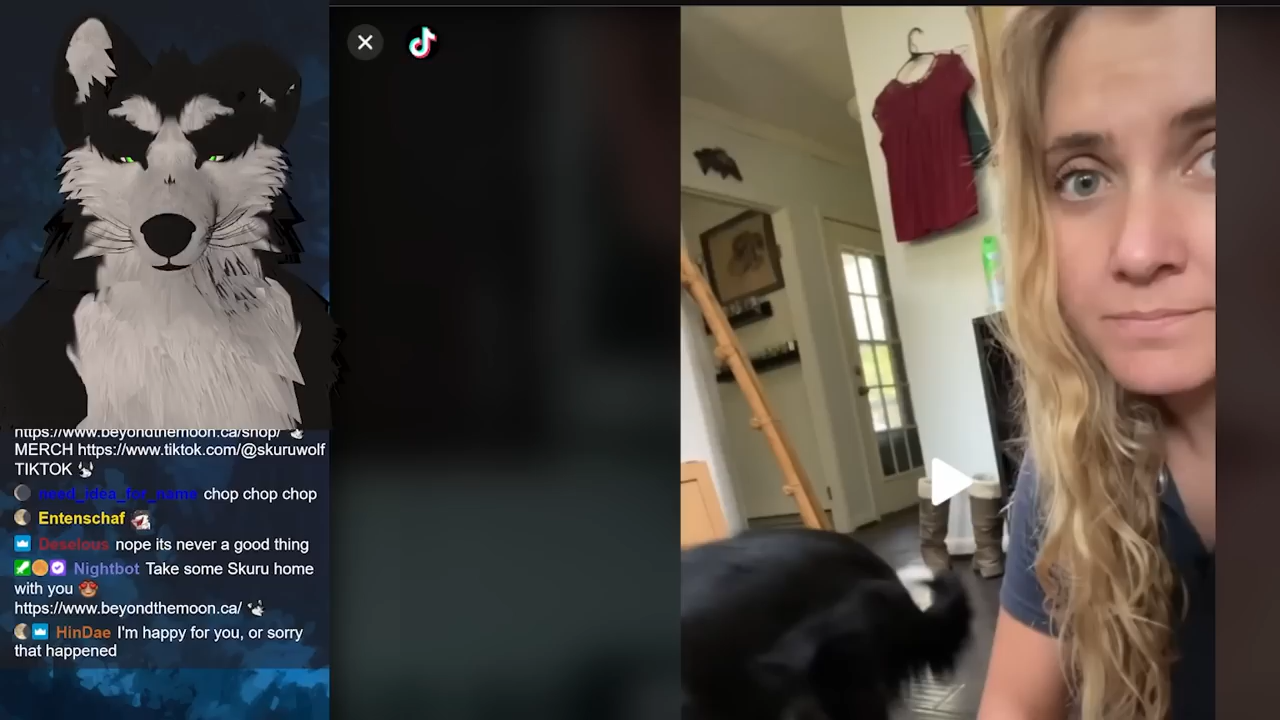 https://www.beyondthemoon.ca/shop/
MERCH https://www.tiktok.com/@skuruwolf
TIKTOK
need_idea_for_name chop chop chop
Entenschaf
Deselous nope its never a good thing
Nightbot Take some Skuru home
with you
https://www.beyondthemoon.ca/
HinDae I'm happy for you, or sorry
that happened